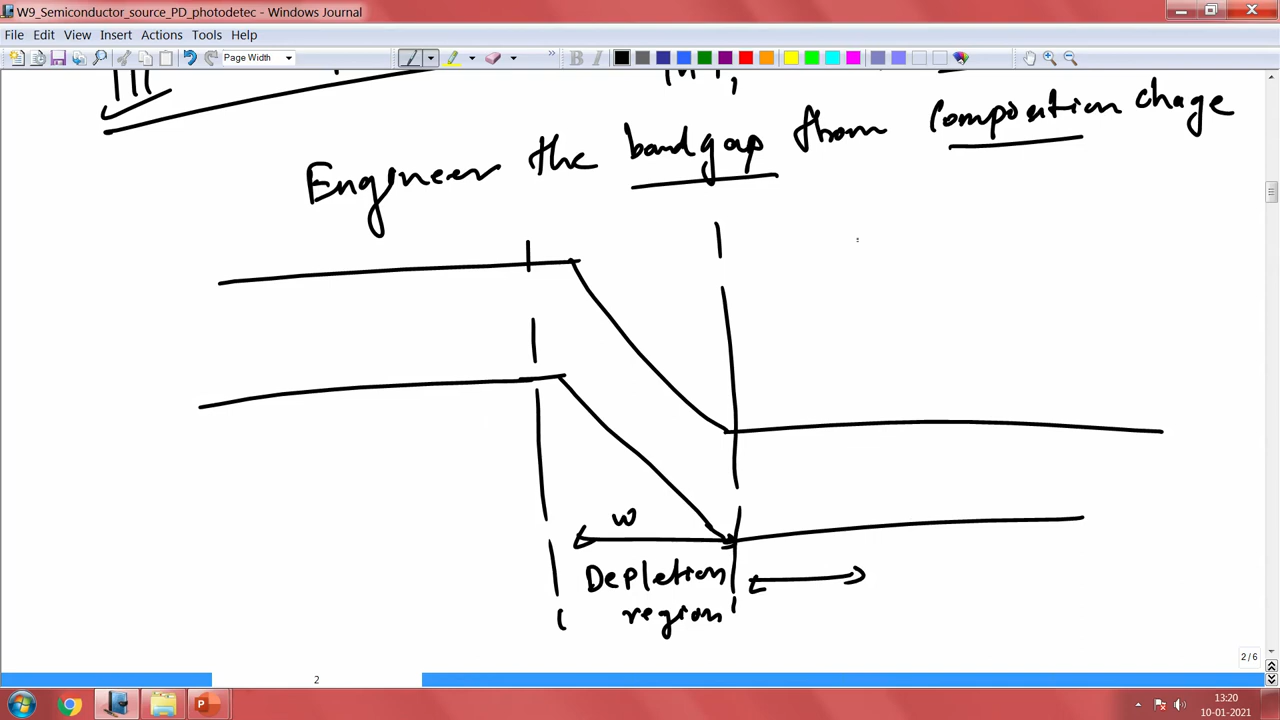 W9_Semiconductor_source_PD_photodetec - Windows Journal
File Edit View Insert Actions Tools Help
Page Width
B I
Engineer the bandgap from composition chage
w
Depletion
region
2/6
2
13:20
10-01-2021